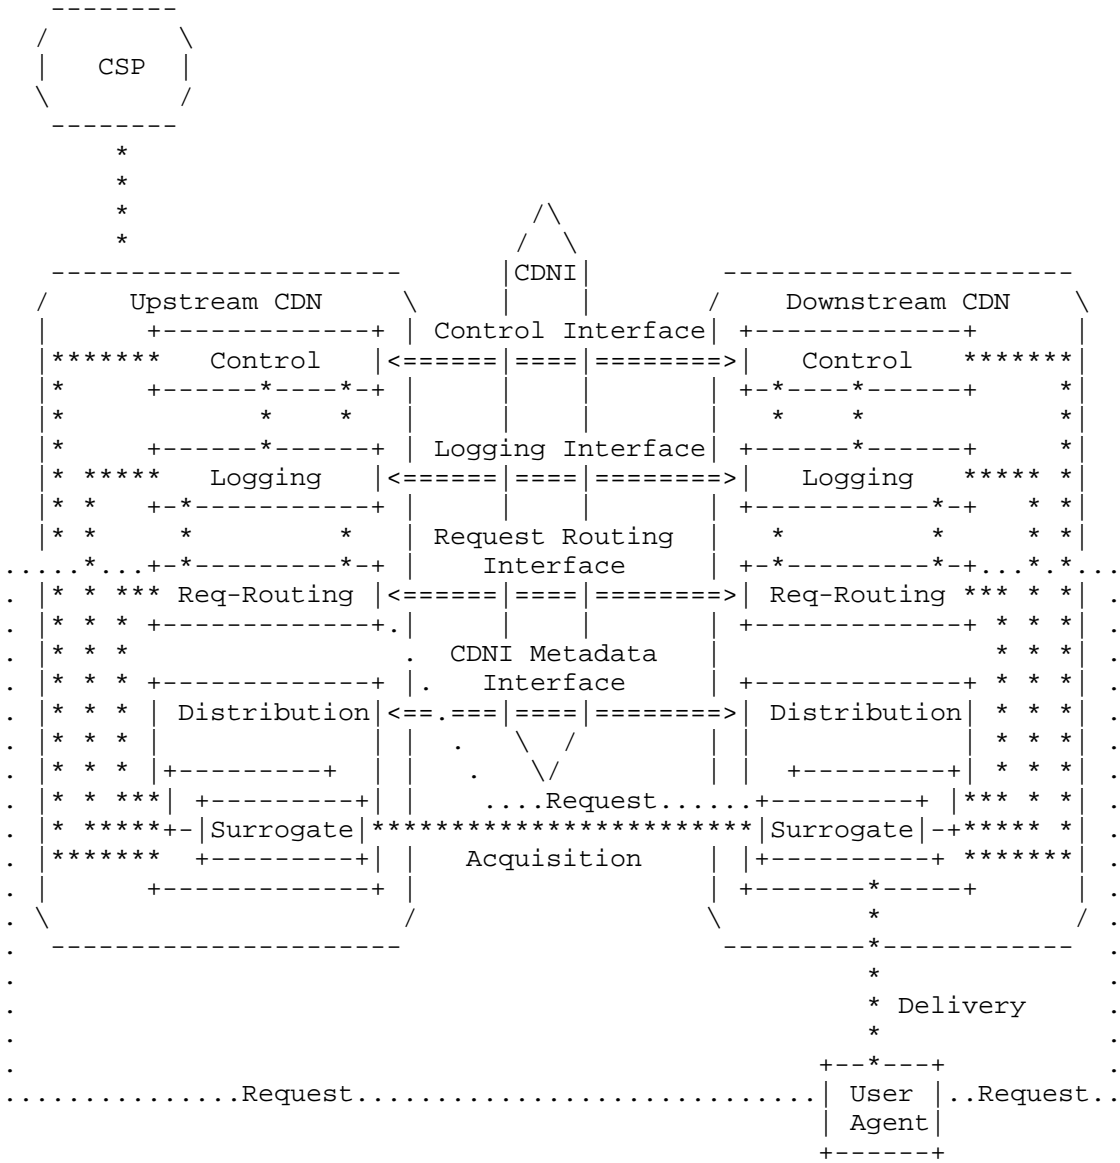 CSP
CDNI
Upstream CDN Downstream CDN
Control Interface
Control Control
Logging Interface
Logging Logging
Request Routing
Interface
Req-Routing Req-Routing
CDNI Metadata
Interface
Distribution Distribution
Request
Surrogate Surrogate
Acquisition
Delivery
Request User Request
Agent